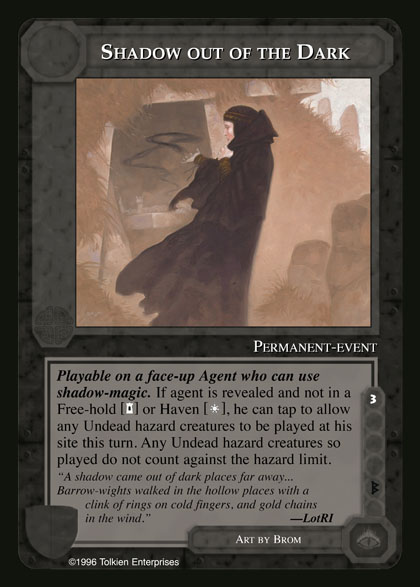 SHADOW OUT OF THE DARK
PERMANENT-EVENT
Playable on a face-up Agent who can use
shadow-magic. If agent is revealed and not in a
Free-hold [] or Haven [], he can tap to allow
any Undead hazard creatures to be played at his
site this turn. Any Undead hazard creatures so
played do not count against the hazard limit.
3
“A shadow came out of dark places far away...
Barrow-wights walked in the hollow places with a
clink of rings on cold fingers, and gold chains
in the wind.” —LotRI
ART BY BROM
©1996 Tolkien Enterprises